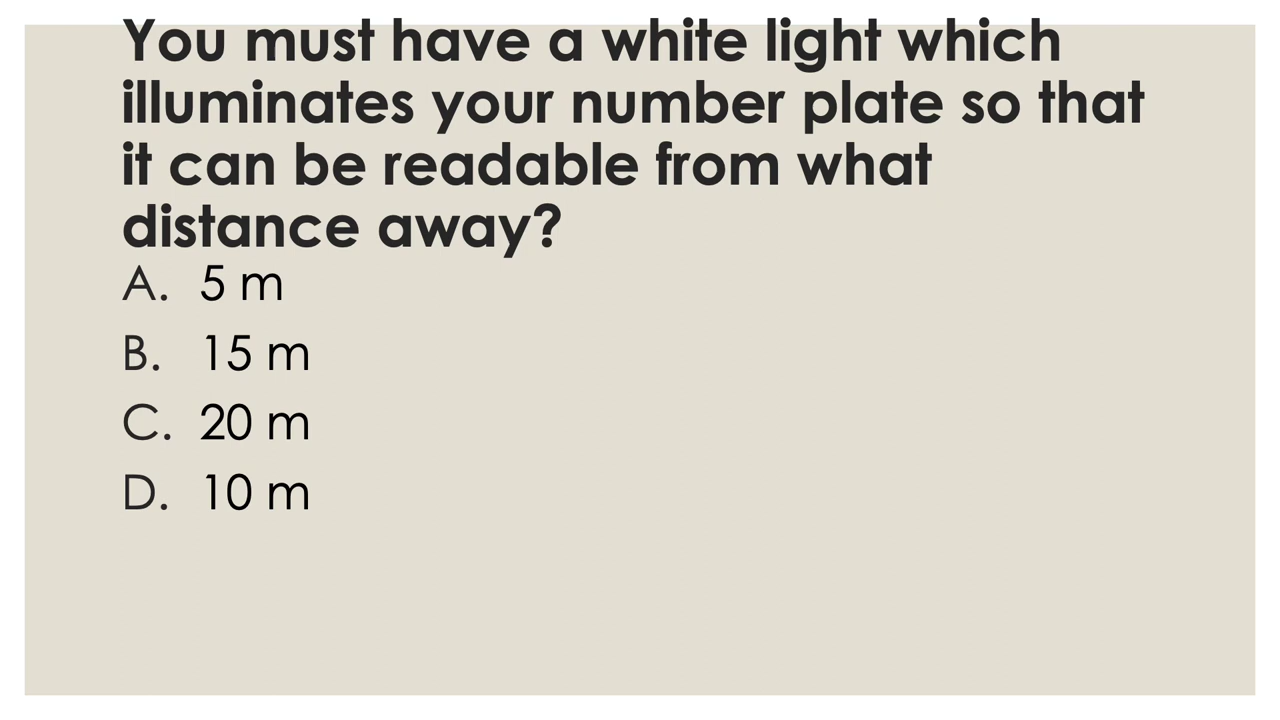 You must have a white light which
illuminates your number plate so that
it can be readable from what
distance away?
A. 5 m
B. 15 m
C. 20 m
D. 10 m